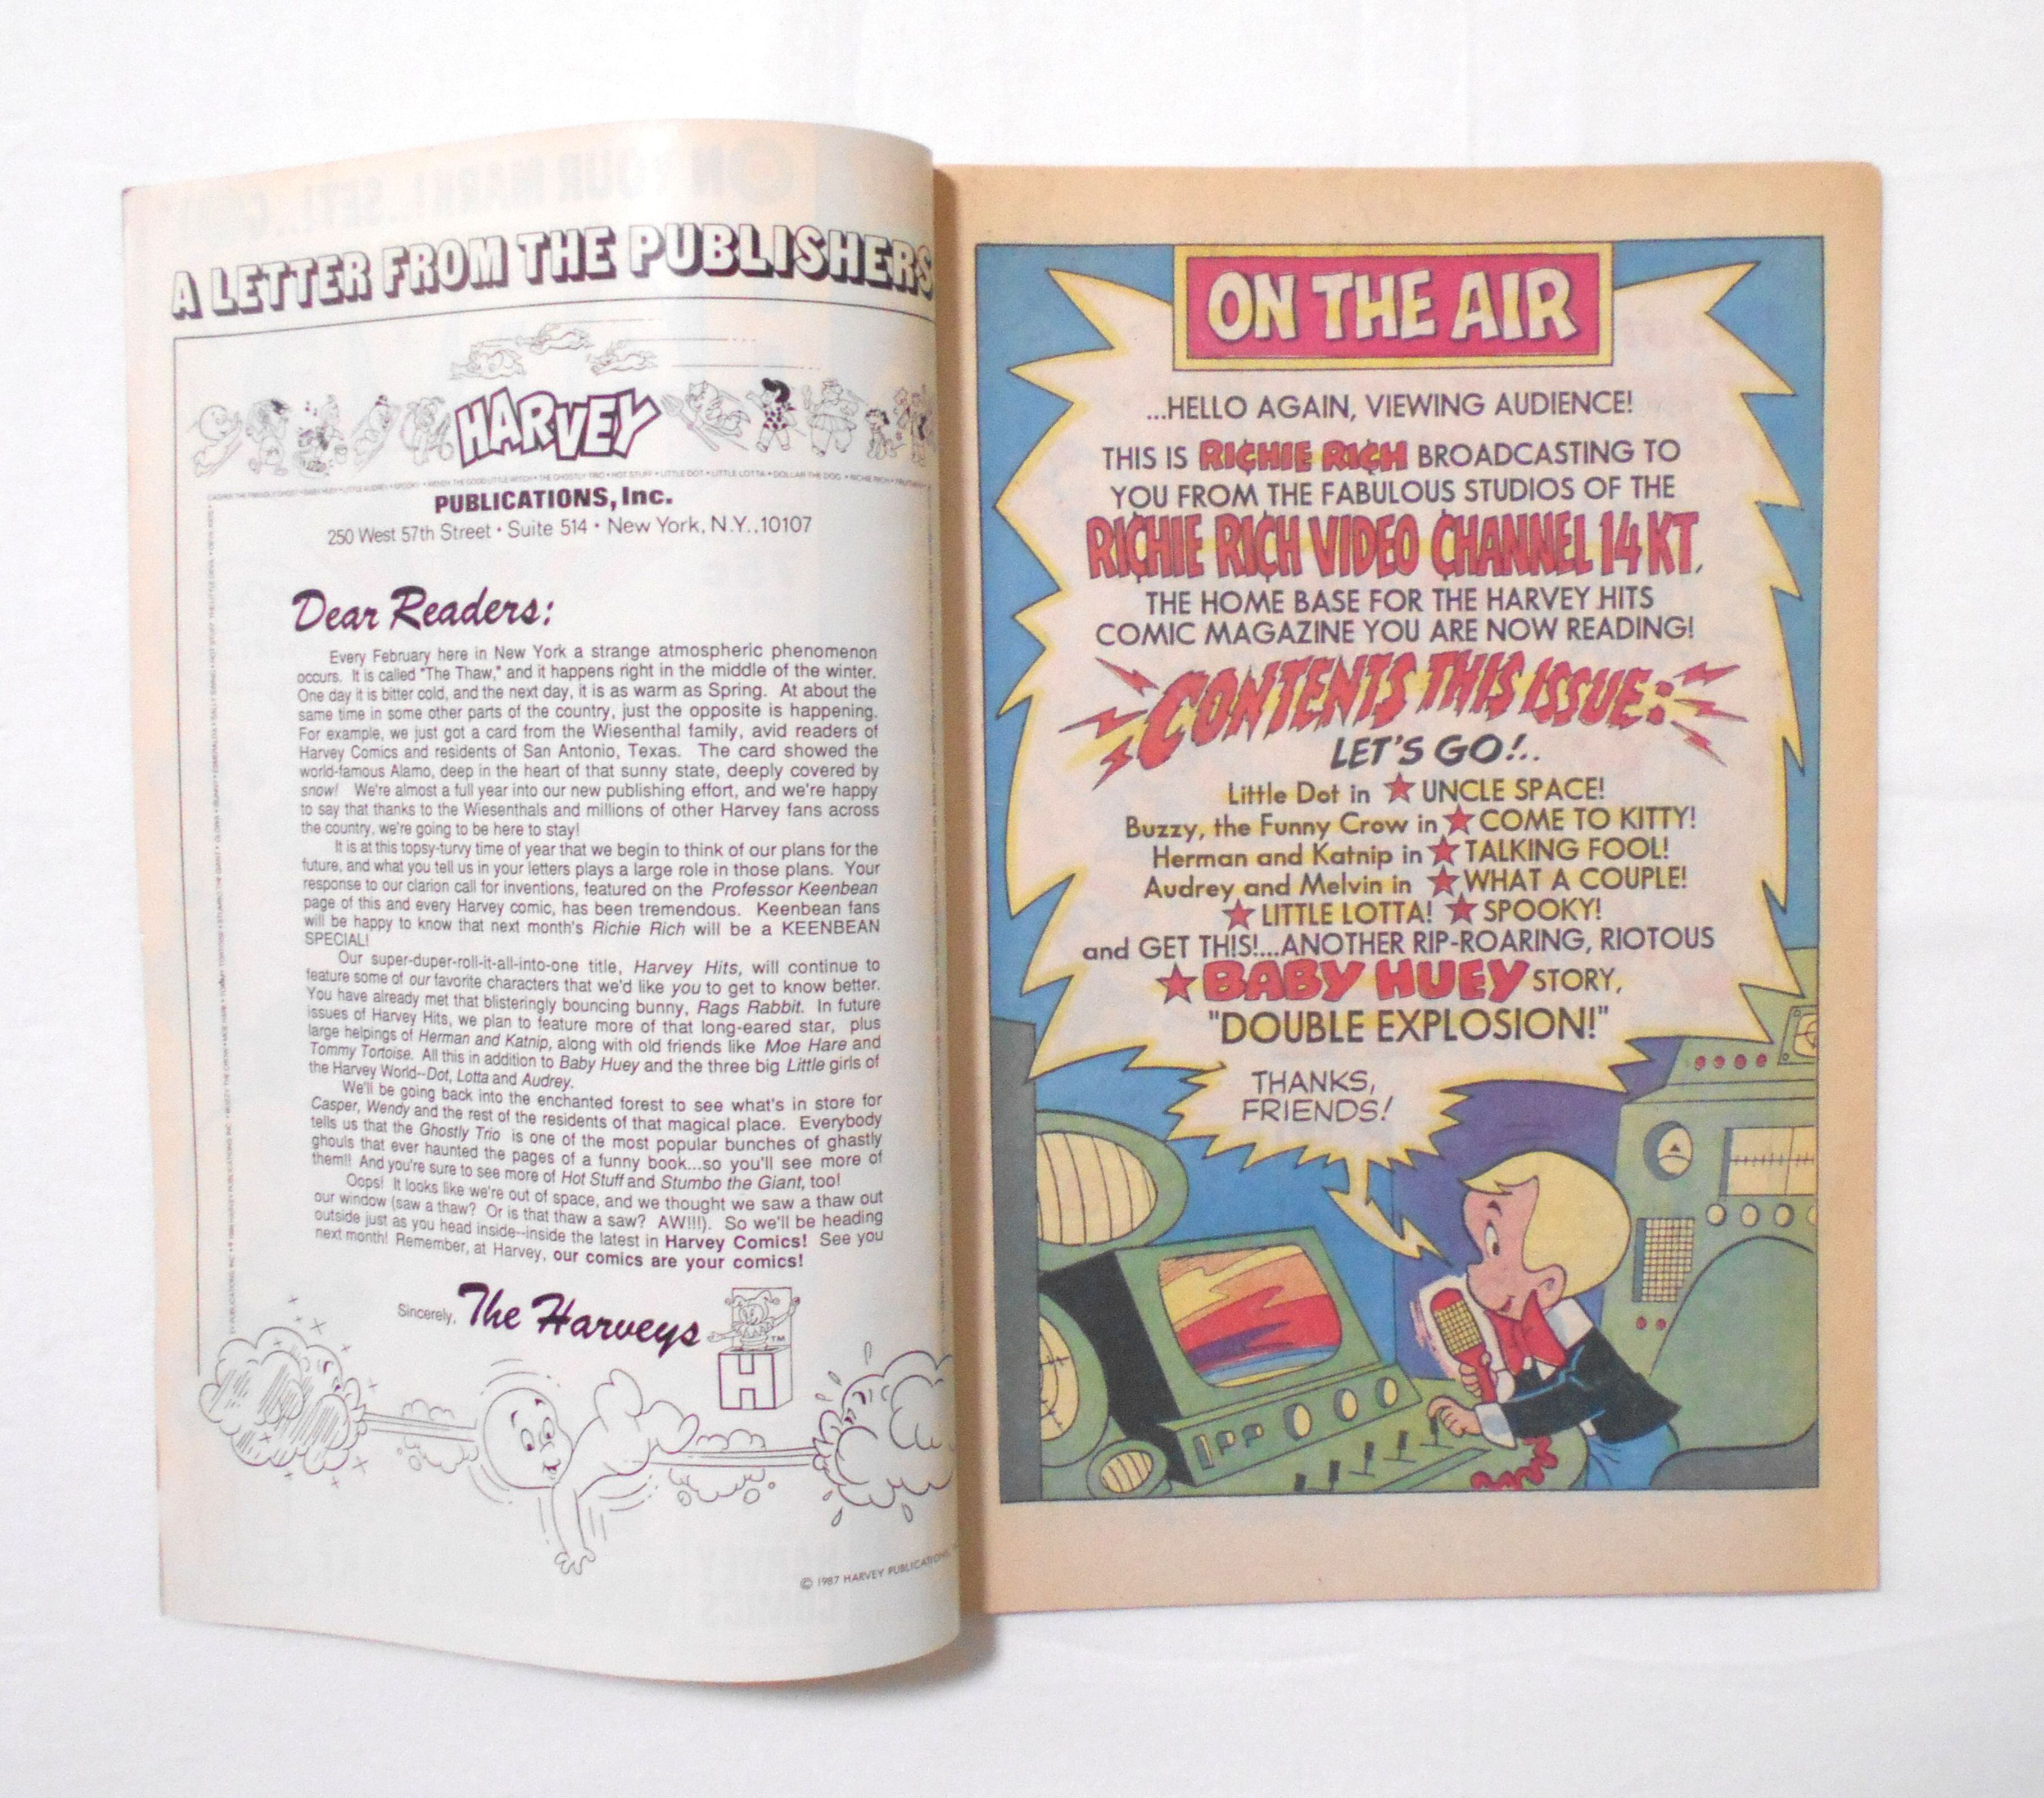 A LETTER FROM THE PUBLISHERS
HARVEY
PUBLICATIONS, Inc.
250 West 57th Street • Suite 514 • New York, N.Y., 10107
Dear Readers:
Every February here in New York a strange atmospheric phenomenon
occurs. It is called "The Thaw," and it happens right in the middle of the winter.
One day it is bitter cold, and the next day, it is as warm as Spring. At about the
same time in some other parts of the country, just the opposite is happening.
For example, we just got a card from the Wiesenthal family, avid readers of
Harvey Comics and residents of San Antonio, Texas. The card showed the
world-famous Alamo, deep in the heart of that sunny state, deeply covered by
snow! We're almost a full year into our new publishing effort, and we're happy
to say that thanks to the Wiesenthals and millions of other Harvey fans across
the country, we're going to be here to stay!
It is at this topsy-turvy time of year that we begin to think of our plans for the
future, and what you tell us in your letters plays a large role in those plans. Your
response to our clarion call for inventions, featured on the Professor Keenbean
page of this and every Harvey comic, has been tremendous. Keenbean fans
will be happy to know that next month's Richie Rich will be a KEENBEAN
SPECIAL!
Our super-duper-roll-it-all-into-one title, Harvey Hits, will continue to
feature some of our favorite characters that we'd like you to get to know better.
You have already met that blisteringly bouncing bunny, Rags Rabbit. In future
issues of Harvey Hits, we plan to feature more of that long-eared star, plus
large helpings of Herman and Katnip, along with old friends like Moe Hare and
Tommy Tortoise. All this in addition to Baby Huey and the three big Little girls of
the Harvey World--Dot, Lotta and Audrey.
We'll be going back into the enchanted forest to see what's in store for
Casper, Wendy and the rest of the residents of that magical place. Everybody
tells us that the Ghostly Trio is one of the most popular bunches of ghastly
ghouls that ever haunted the pages of a funny book...so you'll see more of
them!! And you're sure to see more of Hot Stuff and Stumbo the Giant, too!
Oops! It looks like we're out of space, and we thought we saw a thaw out
our window (saw a thaw? Or is that thaw a saw? AW!!!). So we'll be heading
outside just as you head inside--inside the latest in Harvey Comics! See you
next month! Remember, at Harvey, our comics are your comics!
Sincerely, The Harveys
TM
H
© 1987 HARVEY PUBLICATIONS,
ON THE AIR
...HELLO AGAIN, VIEWING AUDIENCE!
THIS IS RI¢HIE RI¢H BROADCASTING TO
YOU FROM THE FABULOUS STUDIOS OF THE
RI¢HIE RI¢H VIDEO ¢HANNEL 14 KT,
THE HOME BASE FOR THE HARVEY HITS
COMIC MAGAZINE YOU ARE NOW READING!
CONTENTS THIS ISSUE:
LET'S GO!..
Little Dot in ★ UNCLE SPACE!
Buzzy, the Funny Crow in ★ COME TO KITTY!
Herman and Katnip in ★ TALKING FOOL!
Audrey and Melvin in ★ WHAT A COUPLE!
★ LITTLE LOTTA! ★ SPOOKY!
and GET THIS!...ANOTHER RIP-ROARING, RIOTOUS
★ BABY HUEY STORY,
"DOUBLE EXPLOSION!"
THANKS,
FRIENDS!